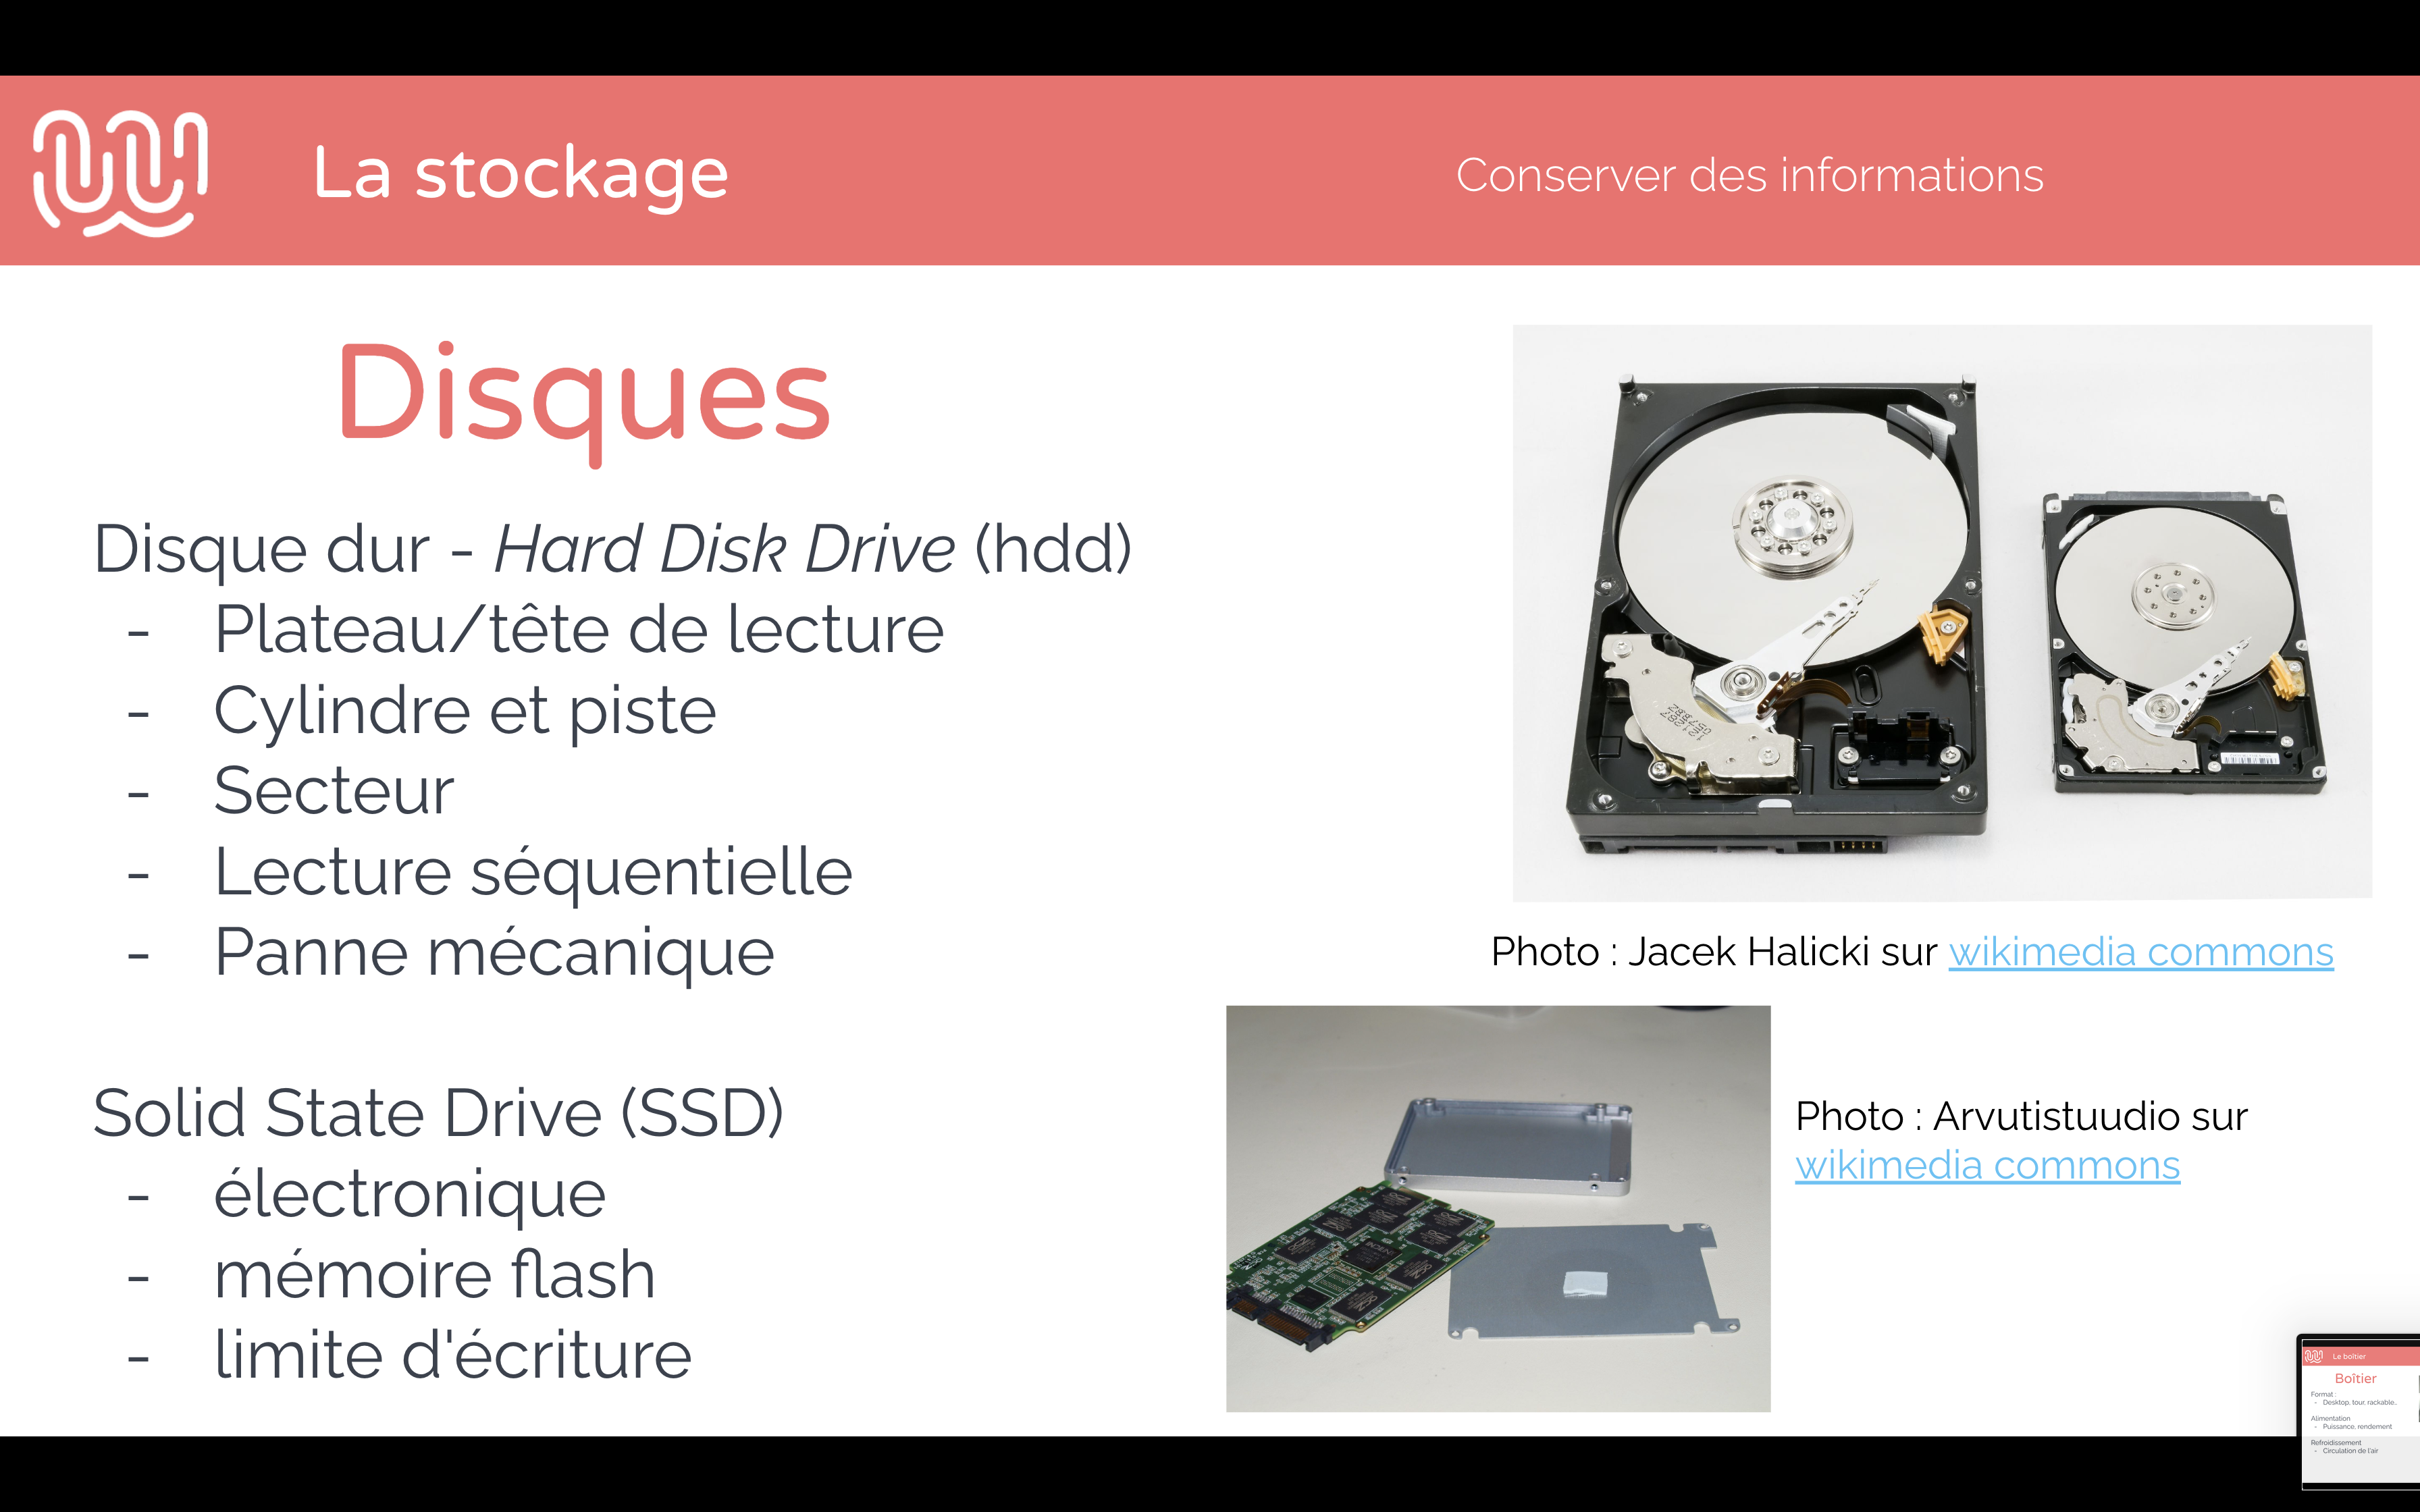 La stockage
Conserver des informations
Disques
Disque dur - Hard Disk Drive (hdd)
- Plateau/tête de lecture
- Cylindre et piste
- Secteur
- Lecture séquentielle
- Panne mécanique
Solid State Drive (SSD)
- électronique
- mémoire flash
- limite d'écriture
Photo : Jacek Halicki sur wikimedia commons
Photo : Arvutistuudio sur
wikimedia commons
Le boîtier
Boîtier
Format :
- Desktop, tour, rackable..
Alimentation
- Puissance, rendement
Refroidissement
- Circulation de l'air